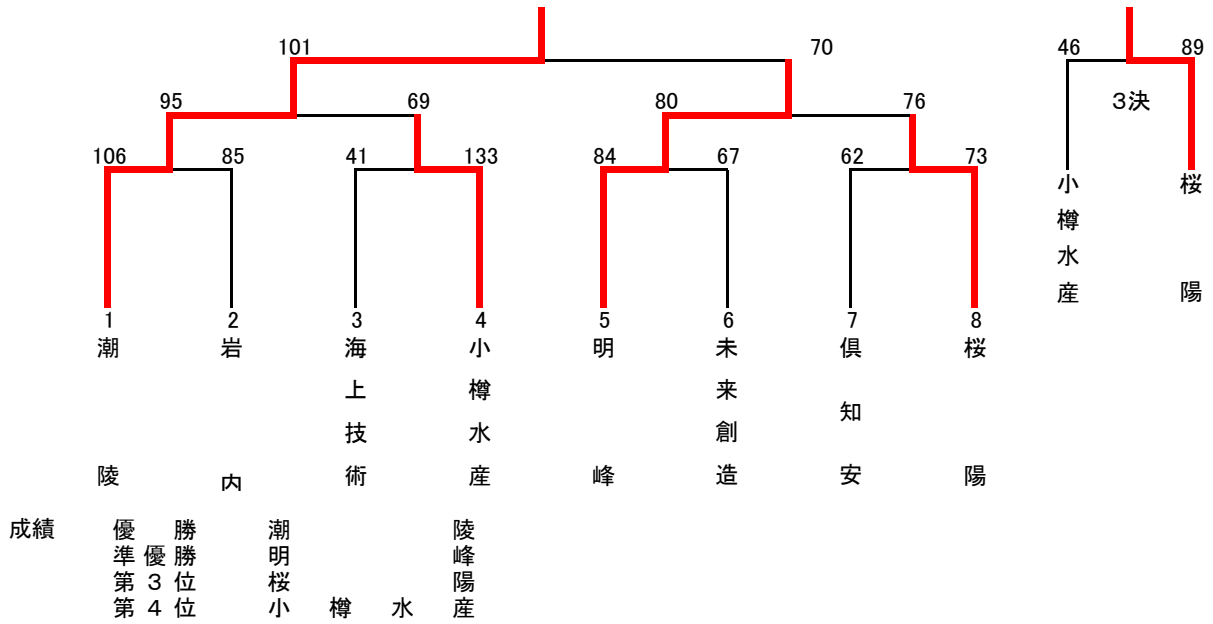 101 70 46 89
95 69 80 76 3決
106 85 41 133 84 67 62 73
小樽水産 桜陽
1 2 3 4 5 6 7 8
潮陵 岩内 海上技術 小樽水産 明峰 未来創造 倶知安 桜陽
成績 優勝 潮陵
準優勝 明峰
第3位 桜陽
第4位 小樽水産